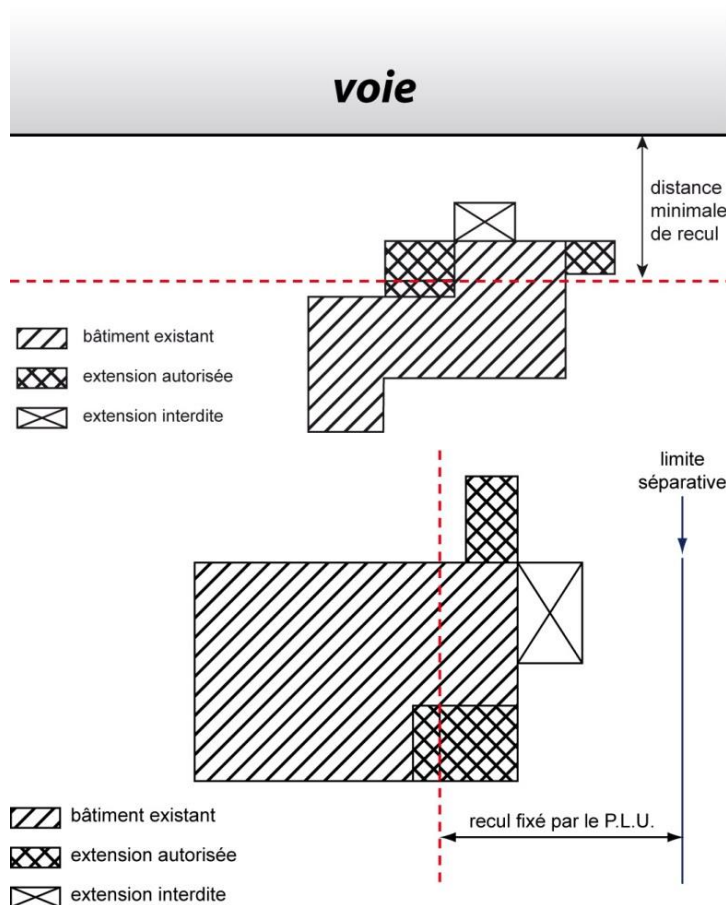 voie
distance
minimale
de recul
bâtiment existant
extension autorisée
extension interdite
limite
séparative
bâtiment existant
recul fixé par le P.L.U.
extension autorisée
extension interdite